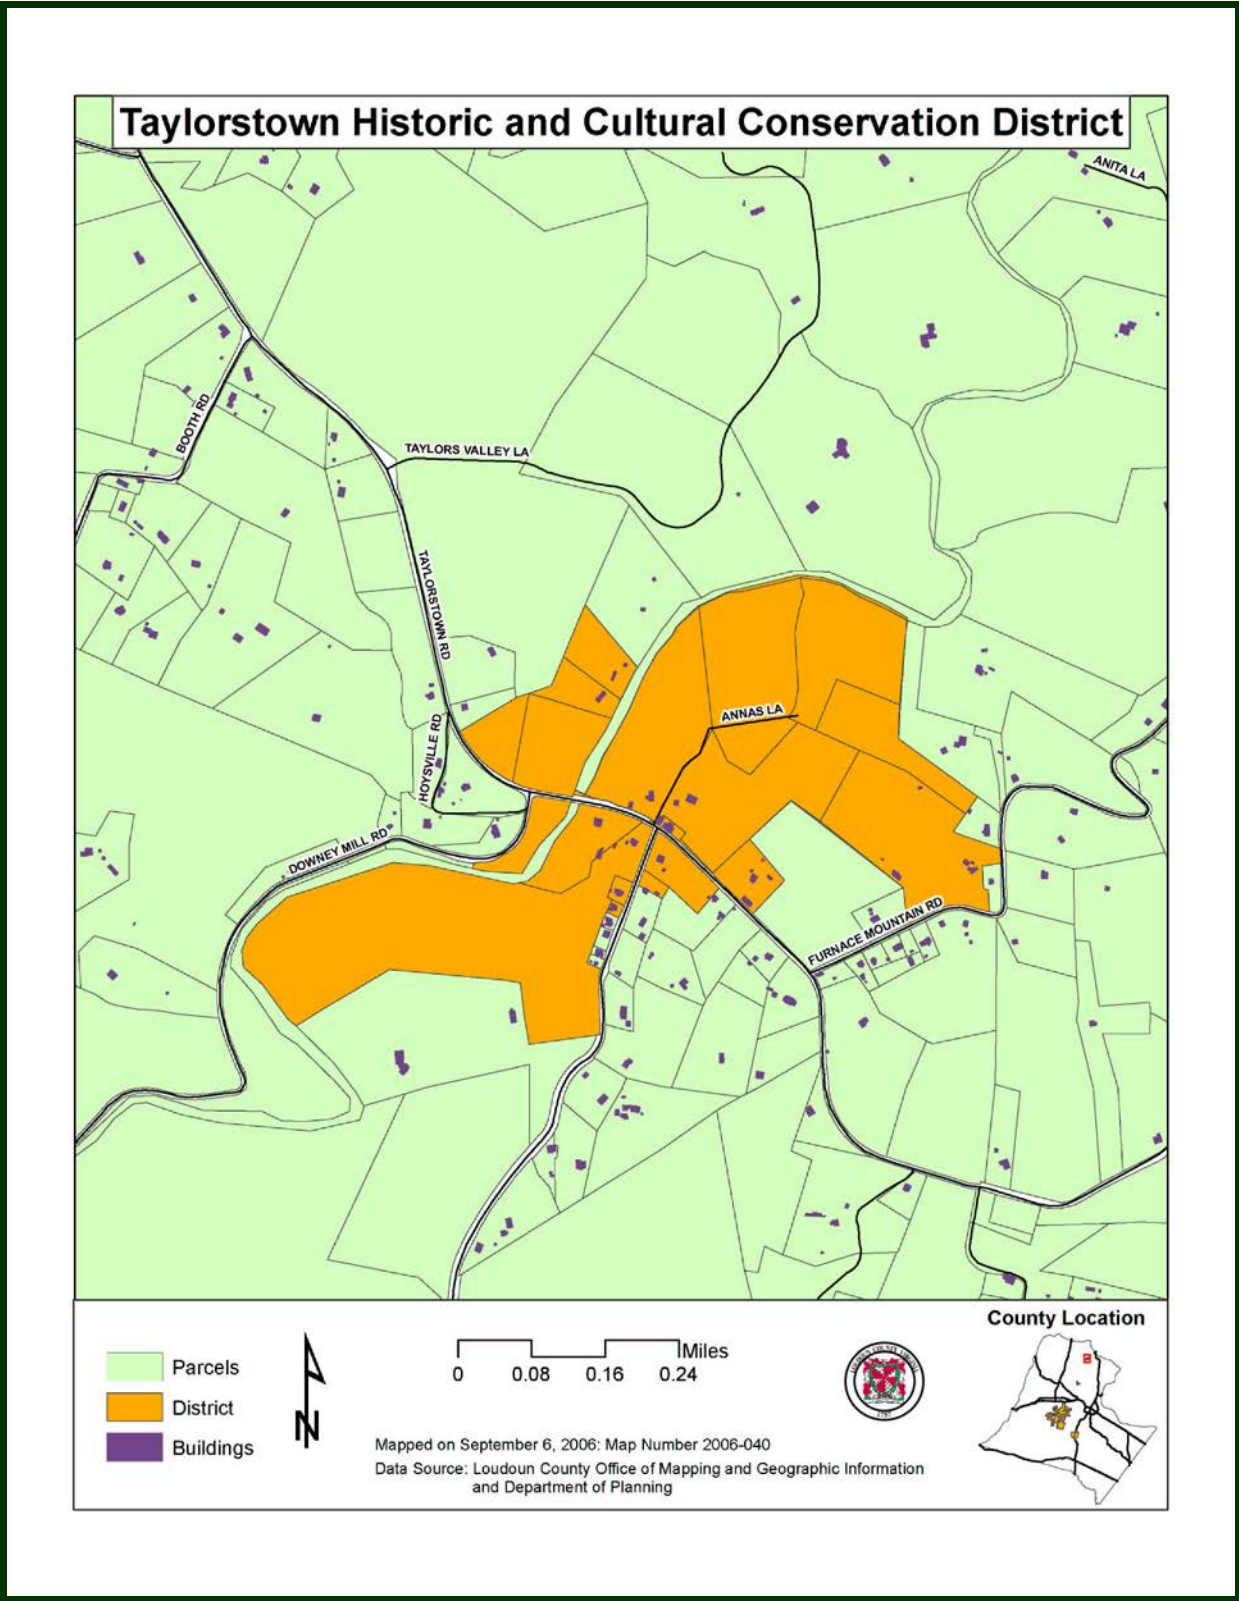 Taylorstown Historic and Cultural Conservation District
ANITA LA
BOOTH RD
TAYLORS VALLEY LA
TAYLORSTOWN RD
ANNAS LA
HOYSVILLE RD
DOWNEY MILL RD
FURNACE MOUNTAIN RD
County Location
Parcels
District
Buildings
N
Miles
0 0.08 0.16 0.24
Mapped on September 6, 2006: Map Number 2006-040
Data Source: Loudoun County Office of Mapping and Geographic Information
and Department of Planning